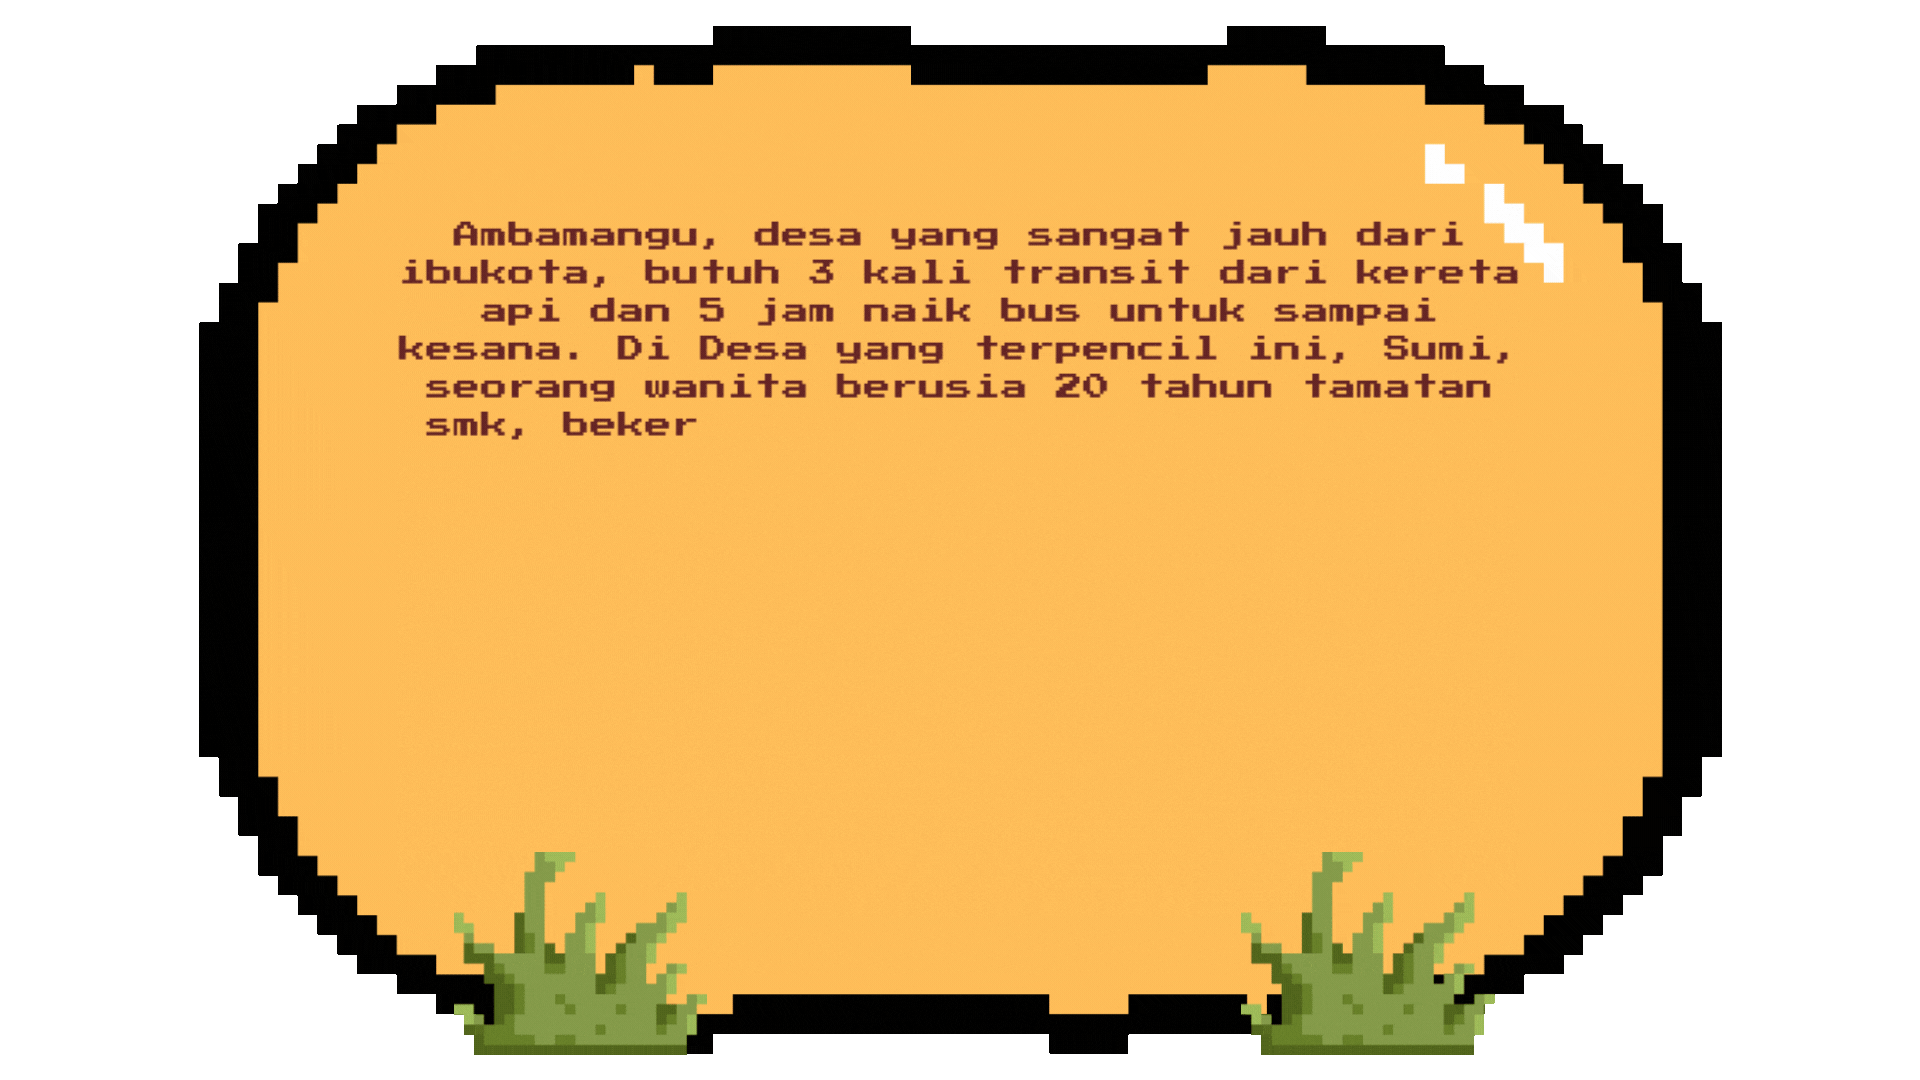 Ambamangu, desa yang sangat jauh dari
ibukota, butuh 3 kali transit dari kereta
api dan 5 jam naik bus untuk sampai
kesana. Di Desa yang terpencil ini, Sumi,
seorang wanita berusia 20 tahun tamatan
smk, beker